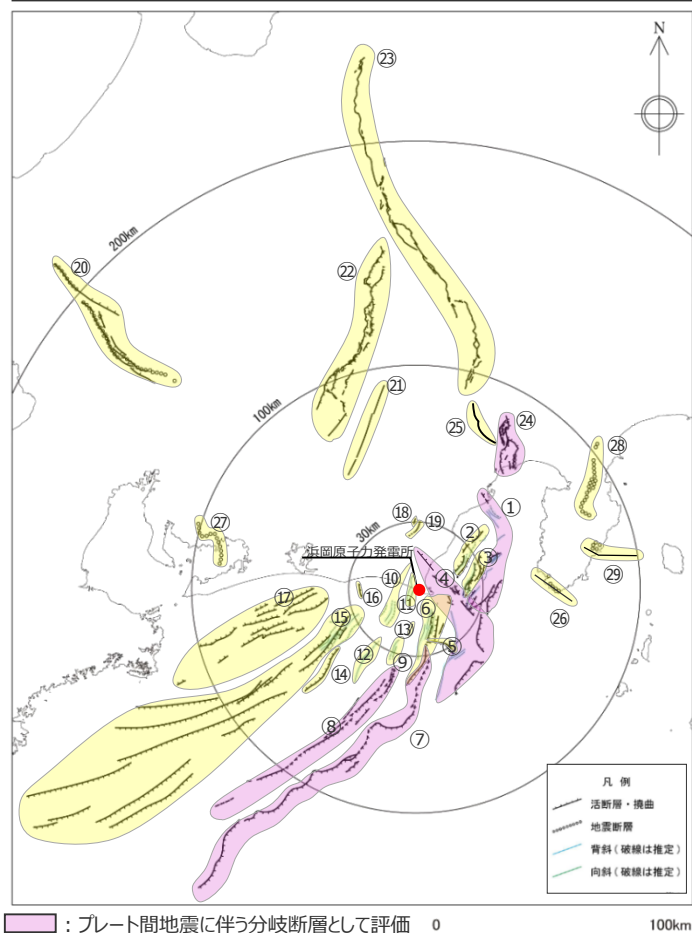 ㉓
N
200km
⑳
㉒
100km
㉑
㉕
㉔
㉘
①
⑱
⑲
㉗
30km
②
浜岡原子力発電所
③
㉙
④
⑩
⑯
⑪
㉖
⑰
⑥
⑮
⑬
⑤
⑫
⑨
⑭
⑧
⑦
凡 例
活断層・撓曲
地震断層
背斜(破線は推定)
向斜(破線は推定)
:プレート間地震に伴う分岐断層として評価
0 100km